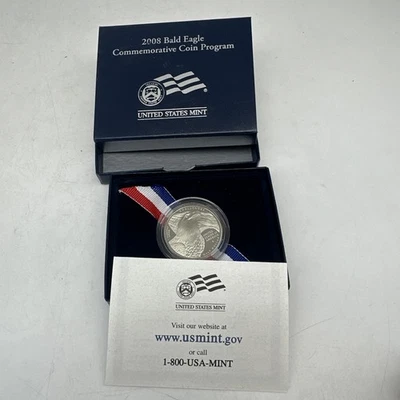 2008 Bald Eagle
Commemorative Coin Program
UNITED STATES MINT
UNITED STATES MINT
Visit our website at
www.usmint.gov
or call
1-800-USA-MINT